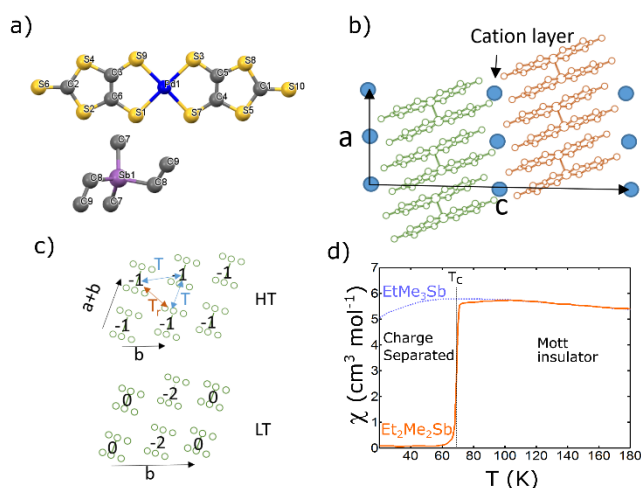 a)
S6 S4 C2 S2 C3 C6 S9 S1 Pd1 S3 S7 C5 C4 S8 S5 C1 S10
C7
C9
C8 Sb1 C8
C9 C7
b)
Cation layer
a
c
c)
a+b
-1 T -1 -1
T_r T
-1 -1 -1
b
HT
0 -2 0
0 -2 0
b
LT
d)
χ (cm³ mol⁻¹)
7
6
5
4
3
2
1
0
T_C
EtMe₃Sb
Charge
Separated
Mott
insulator
Et₂Me₂Sb
20 40 60 80 100 120 140 160 180
T (K)